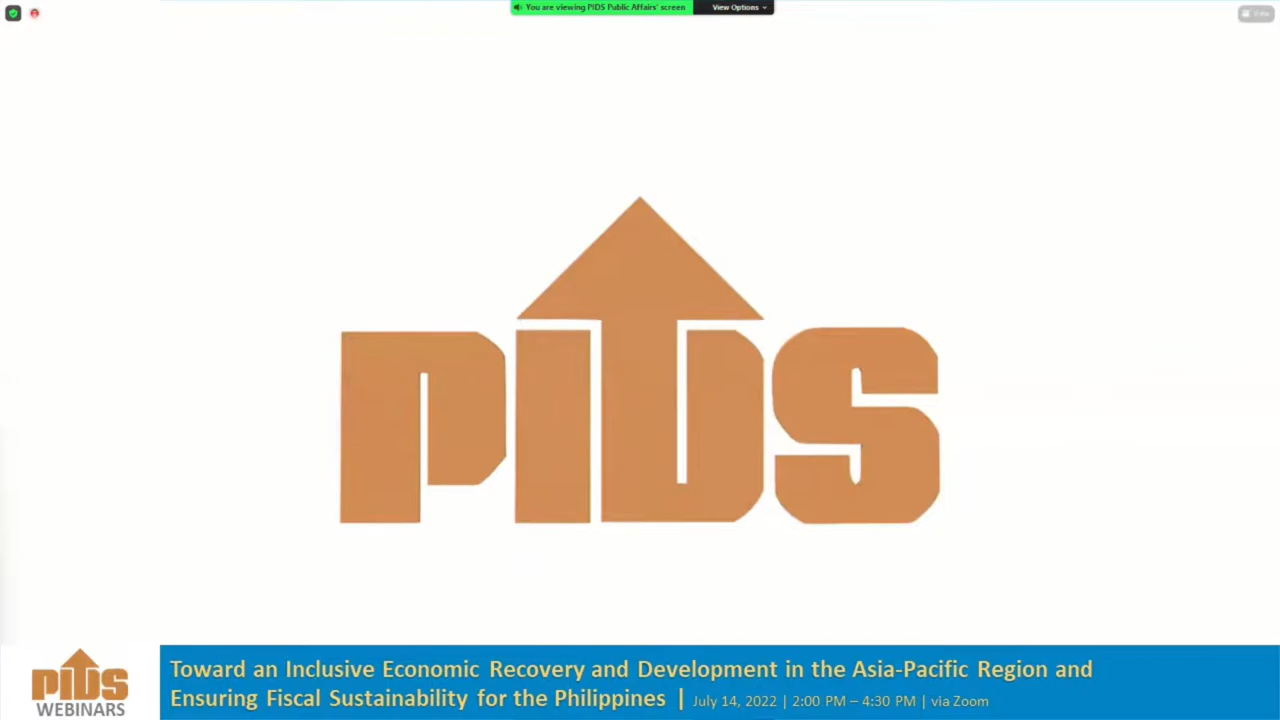 You are viewing PIDS Public Affairs' screen
View Options
View
PIDS
PIDS
WEBINARS
Toward an Inclusive Economic Recovery and Development in the Asia-Pacific Region and
Ensuring Fiscal Sustainability for the Philippines | July 14, 2022 | 2:00 PM – 4:30 PM | via Zoom